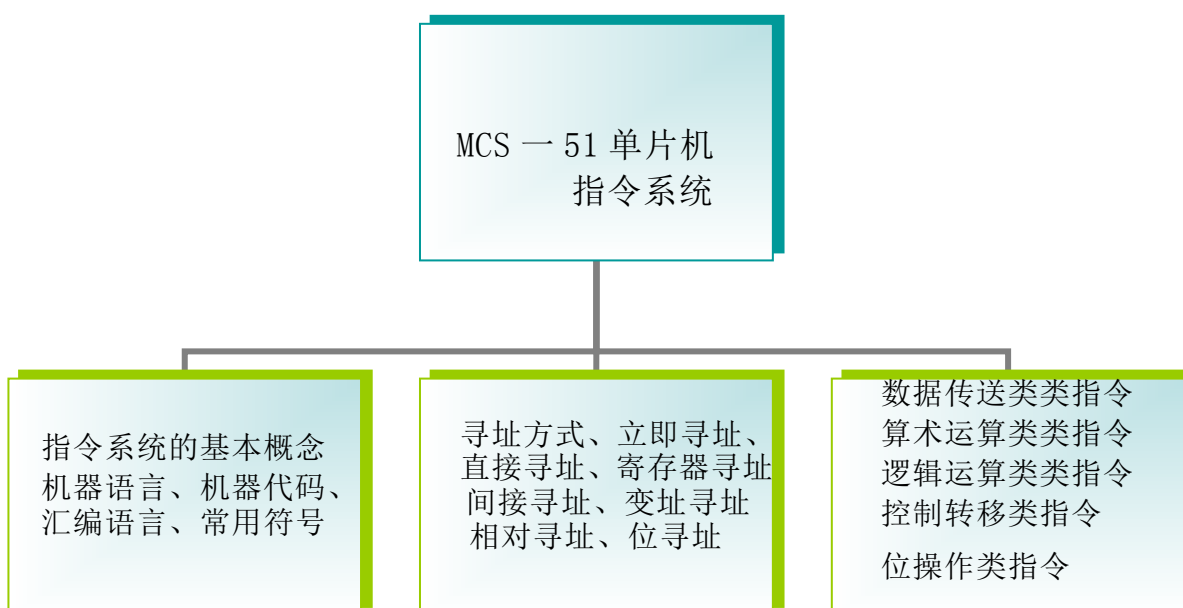 MCS 一 51 单片机
指令系统
指令系统的基本概念
机器语言、机器代码、
汇编语言、常用符号
寻址方式、立即寻址、
直接寻址、寄存器寻址
间接寻址、变址寻址
相对寻址、位寻址
数据传送类类指令
算术运算类类指令
逻辑运算类类指令
控制转移类指令
位操作类指令